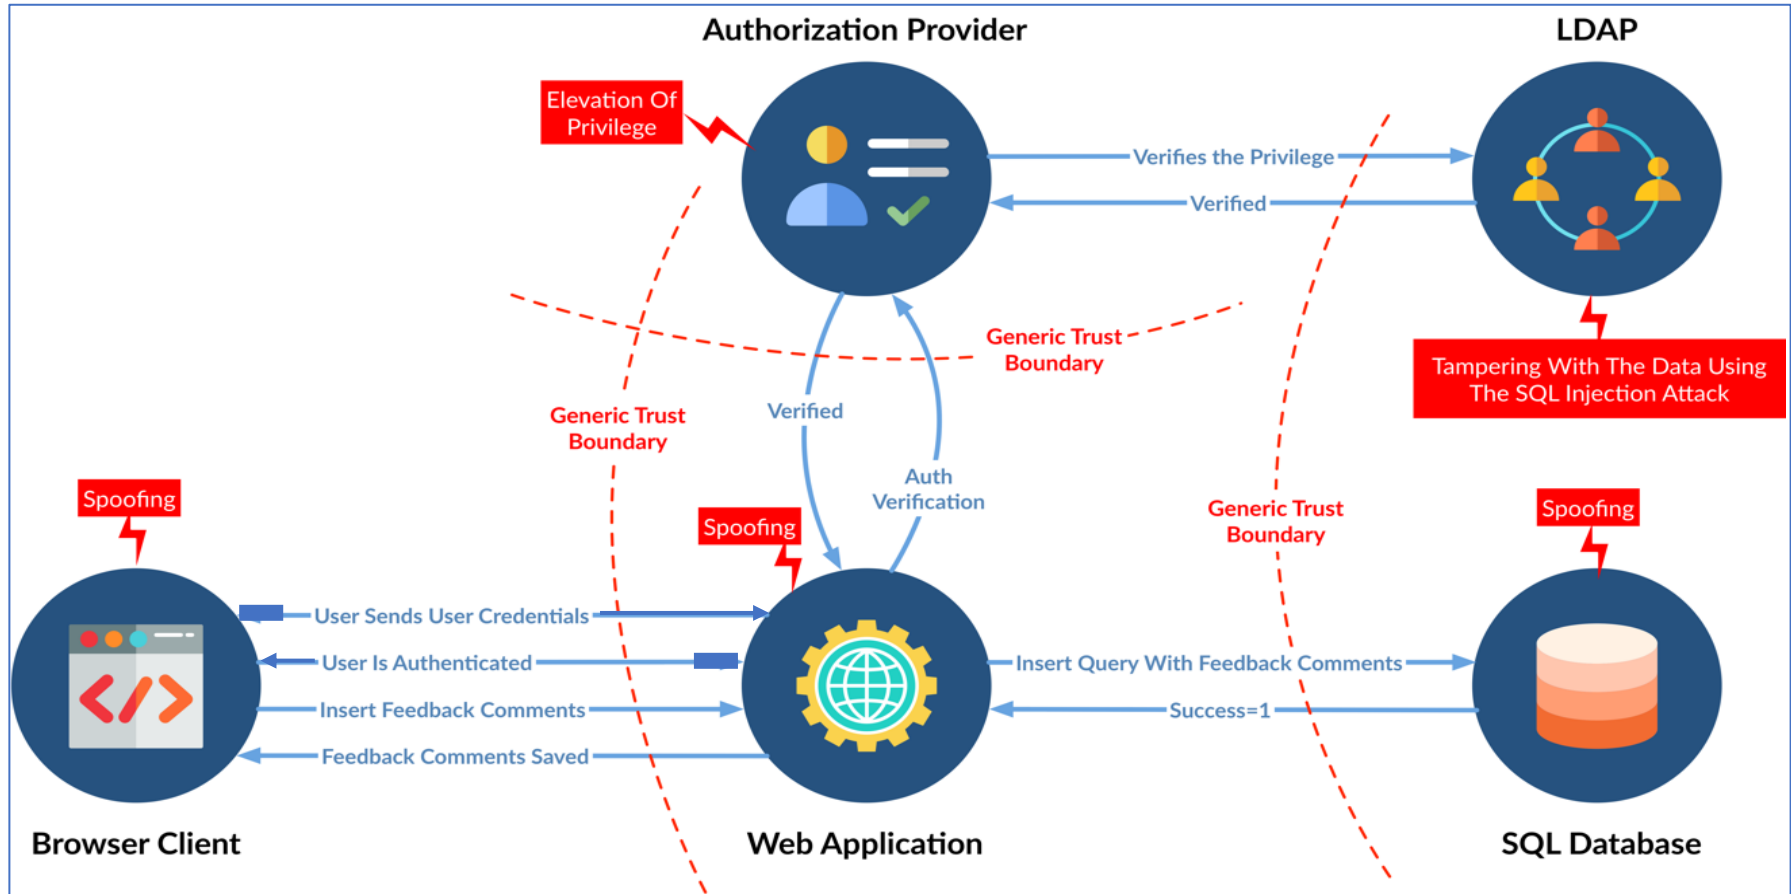 Authorization Provider
LDAP
Elevation Of
Privilege
Verifies the Privilege
Verified
Generic Trust
Boundary
Tampering With The Data Using
The SQL Injection Attack
Verified
Generic Trust
Boundary
Auth
Verification
Spoofing
Spoofing
Generic Trust
Boundary
Spoofing
User Sends User Credentials
User Is Authenticated
Insert Query With Feedback Comments
Insert Feedback Comments
Success=1
Feedback Comments Saved
Browser Client
Web Application
SQL Database